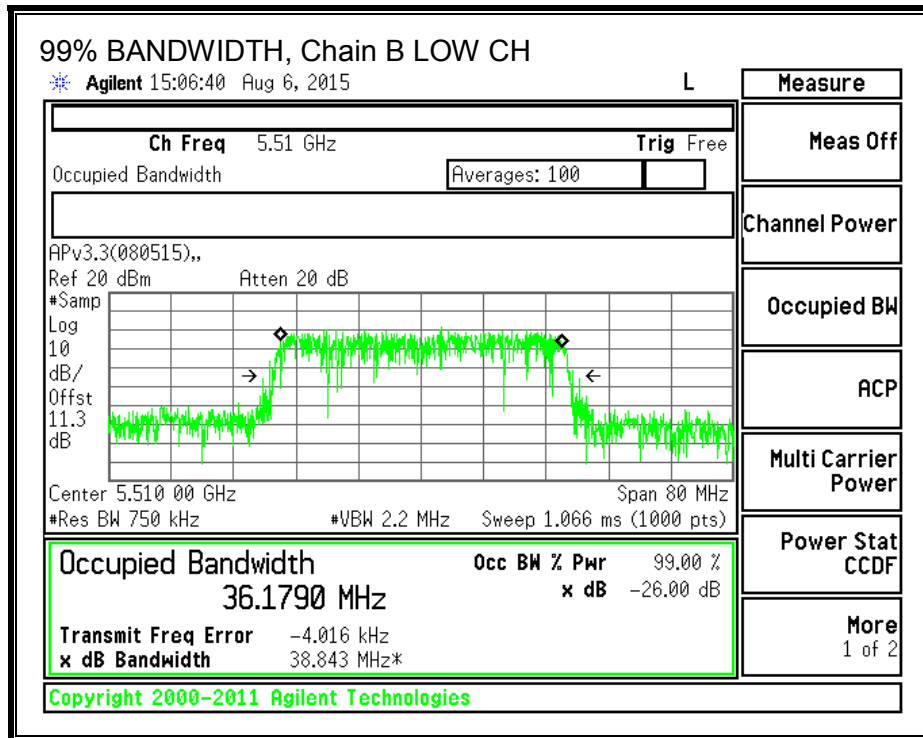 99% BANDWIDTH, Chain B LOW CH
Agilent 15:06:40 Aug 6, 2015 L
Measure
Ch Freq 5.51 GHz Trig Free
Meas Off
Occupied Bandwidth Averages: 100
Channel Power
APv3.3(080515),,
Ref 20 dBm Atten 20 dB
#Samp
Log
10
dB/
Offst
11.3
dB
Occupied BW
ACP
Multi Carrier
Power
Center 5.510 00 GHz Span 80 MHz
#Res BW 750 kHz #VBW 2.2 MHz Sweep 1.066 ms (1000 pts)
Power Stat
CCDF
Occupied Bandwidth Occ BW % Pwr 99.00 %
36.1790 MHz x dB -26.00 dB
Transmit Freq Error -4.016 kHz
x dB Bandwidth 38.843 MHz*
More
1 of 2
Copyright 2000-2011 Agilent Technologies